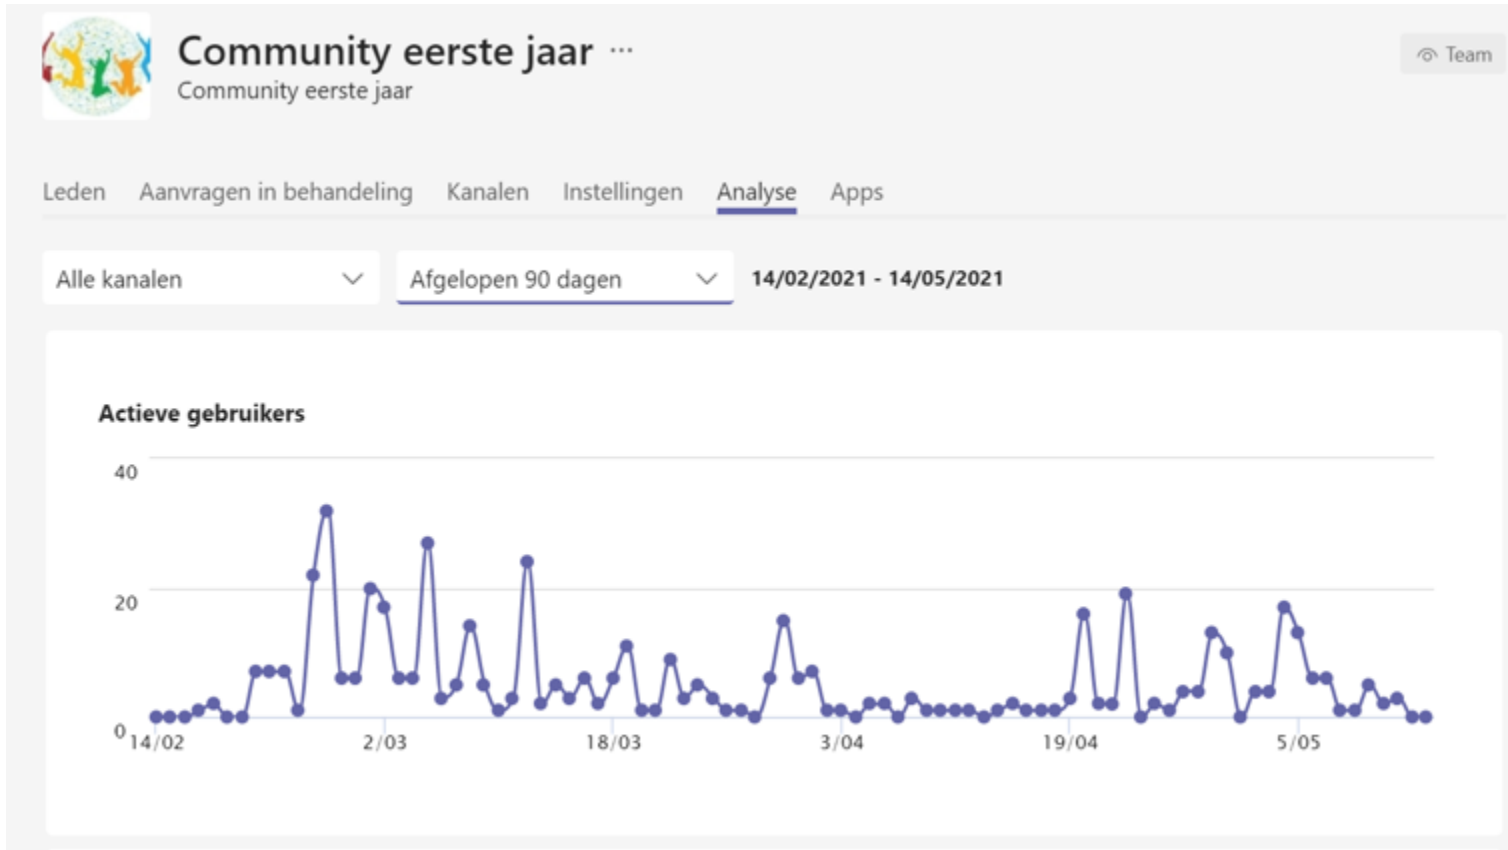 Community eerste jaar ...
Community eerste jaar
Team
Leden Aanvragen in behandeling Kanalen Instellingen Analyse Apps
Alle kanalen Afgelopen 90 dagen 14/02/2021 - 14/05/2021
Actieve gebruikers
40
20
0
14/02 2/03 18/03 3/04 19/04 5/05